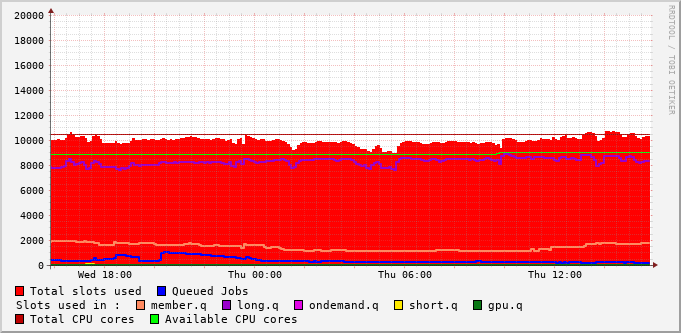 20000
18000
16000
14000
12000
10000
8000
6000
4000
2000
0
Wed 18:00 Thu 00:00 Thu 06:00 Thu 12:00
Total slots used Queued Jobs
Slots used in : member.q long.q ondemand.q short.q gpu.q
Total CPU cores Available CPU cores
RRDTOOL / TOBI OETIKER